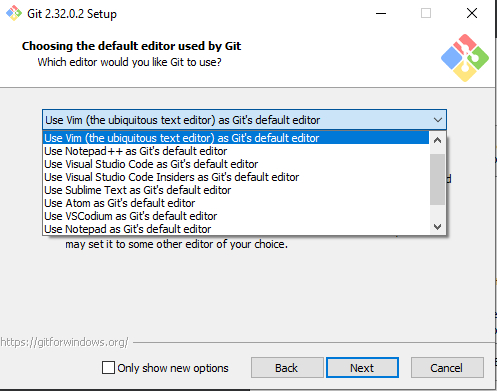 Git 2.32.0.2 Setup
Choosing the default editor used by Git
Which editor would you like Git to use?
Use Vim (the ubiquitous text editor) as Git's default editor
Use Vim (the ubiquitous text editor) as Git's default editor
Use Notepad++ as Git's default editor
Use Visual Studio Code as Git's default editor
Use Visual Studio Code Insiders as Git's default editor
Use Sublime Text as Git's default editor
Use Atom as Git's default editor
Use VSCodium as Git's default editor
Use Notepad as Git's default editor
may set it to some other editor of your choice.
https://gitforwindows.org/
Only show new options
Back
Next
Cancel